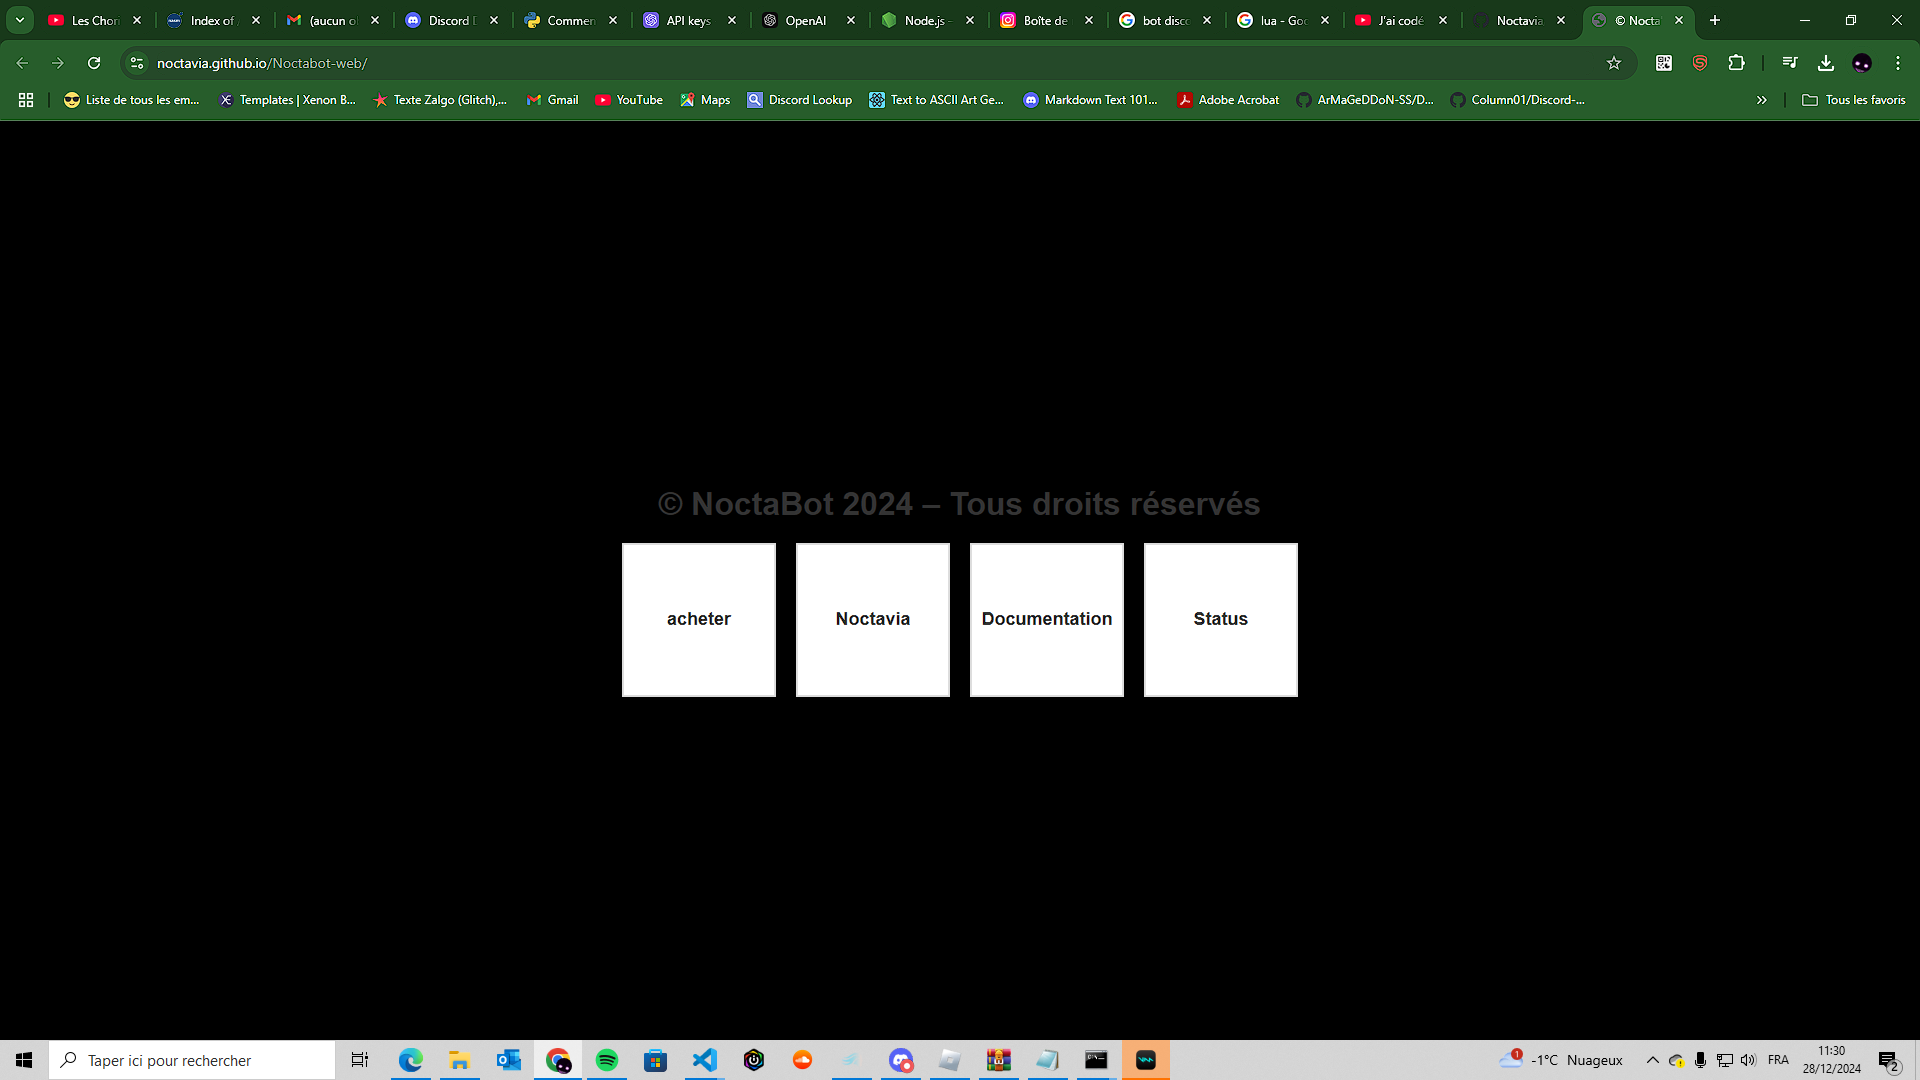 Les Chori
Index of
(aucun o
Discord D
Commen
API keys
OpenAI
Node.js -
Boîte de
bot disco
lua - Goo
J'ai codé
Noctavia
© Nocta
noctavia.github.io/Noctabot-web/
Liste de tous les em...
Templates | Xenon B...
Texte Zalgo (Glitch),...
Gmail
YouTube
Maps
Discord Lookup
Text to ASCII Art Ge...
Markdown Text 101...
Adobe Acrobat
ArMaGeDDoN-SS/D...
Column01/Discord-...
Tous les favoris
© NoctaBot 2024 – Tous droits réservés
acheter
Noctavia
Documentation
Status
Taper ici pour rechercher
1
-1°C Nuageux
FRA
11:30
28/12/2024
2